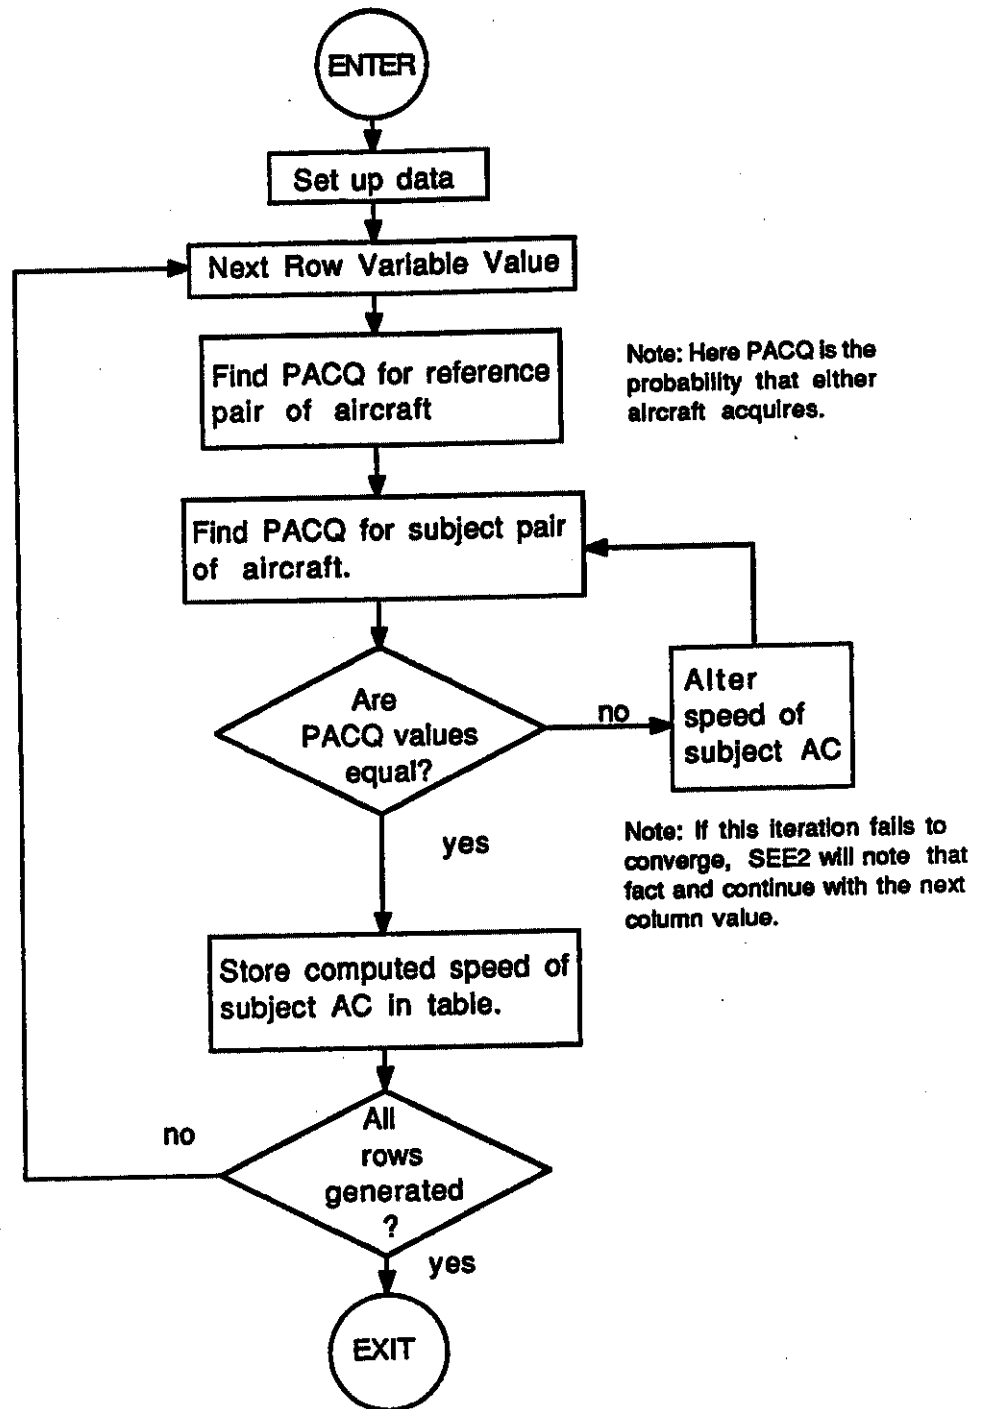 ENTER
Set up data
Next Row Variable Value
Find PACQ for reference
pair of aircraft
Note: Here PACQ is the
probability that either
aircraft acquires.
Find PACQ for subject pair
of aircraft.
Are
PACQ values
equal?
no
Alter
speed of
subject AC
yes
Note: If this iteration fails to
converge, SEE2 will note that
fact and continue with the next
column value.
Store computed speed of
subject AC in table.
no
All
rows
generated
?
yes
EXIT